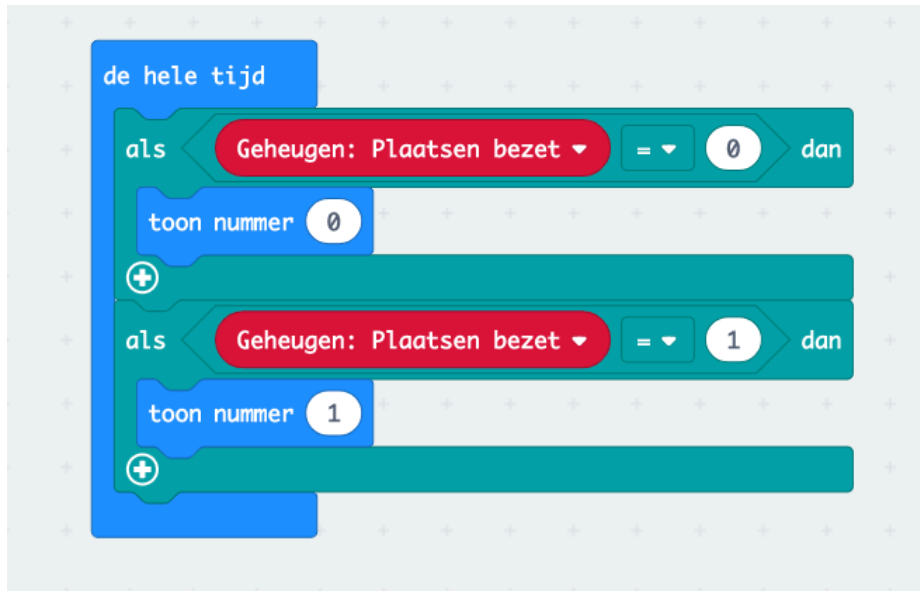 de hele tijd
als Geheugen: Plaatsen bezet = 0 dan
toon nummer 0
als Geheugen: Plaatsen bezet = 1 dan
toon nummer 1